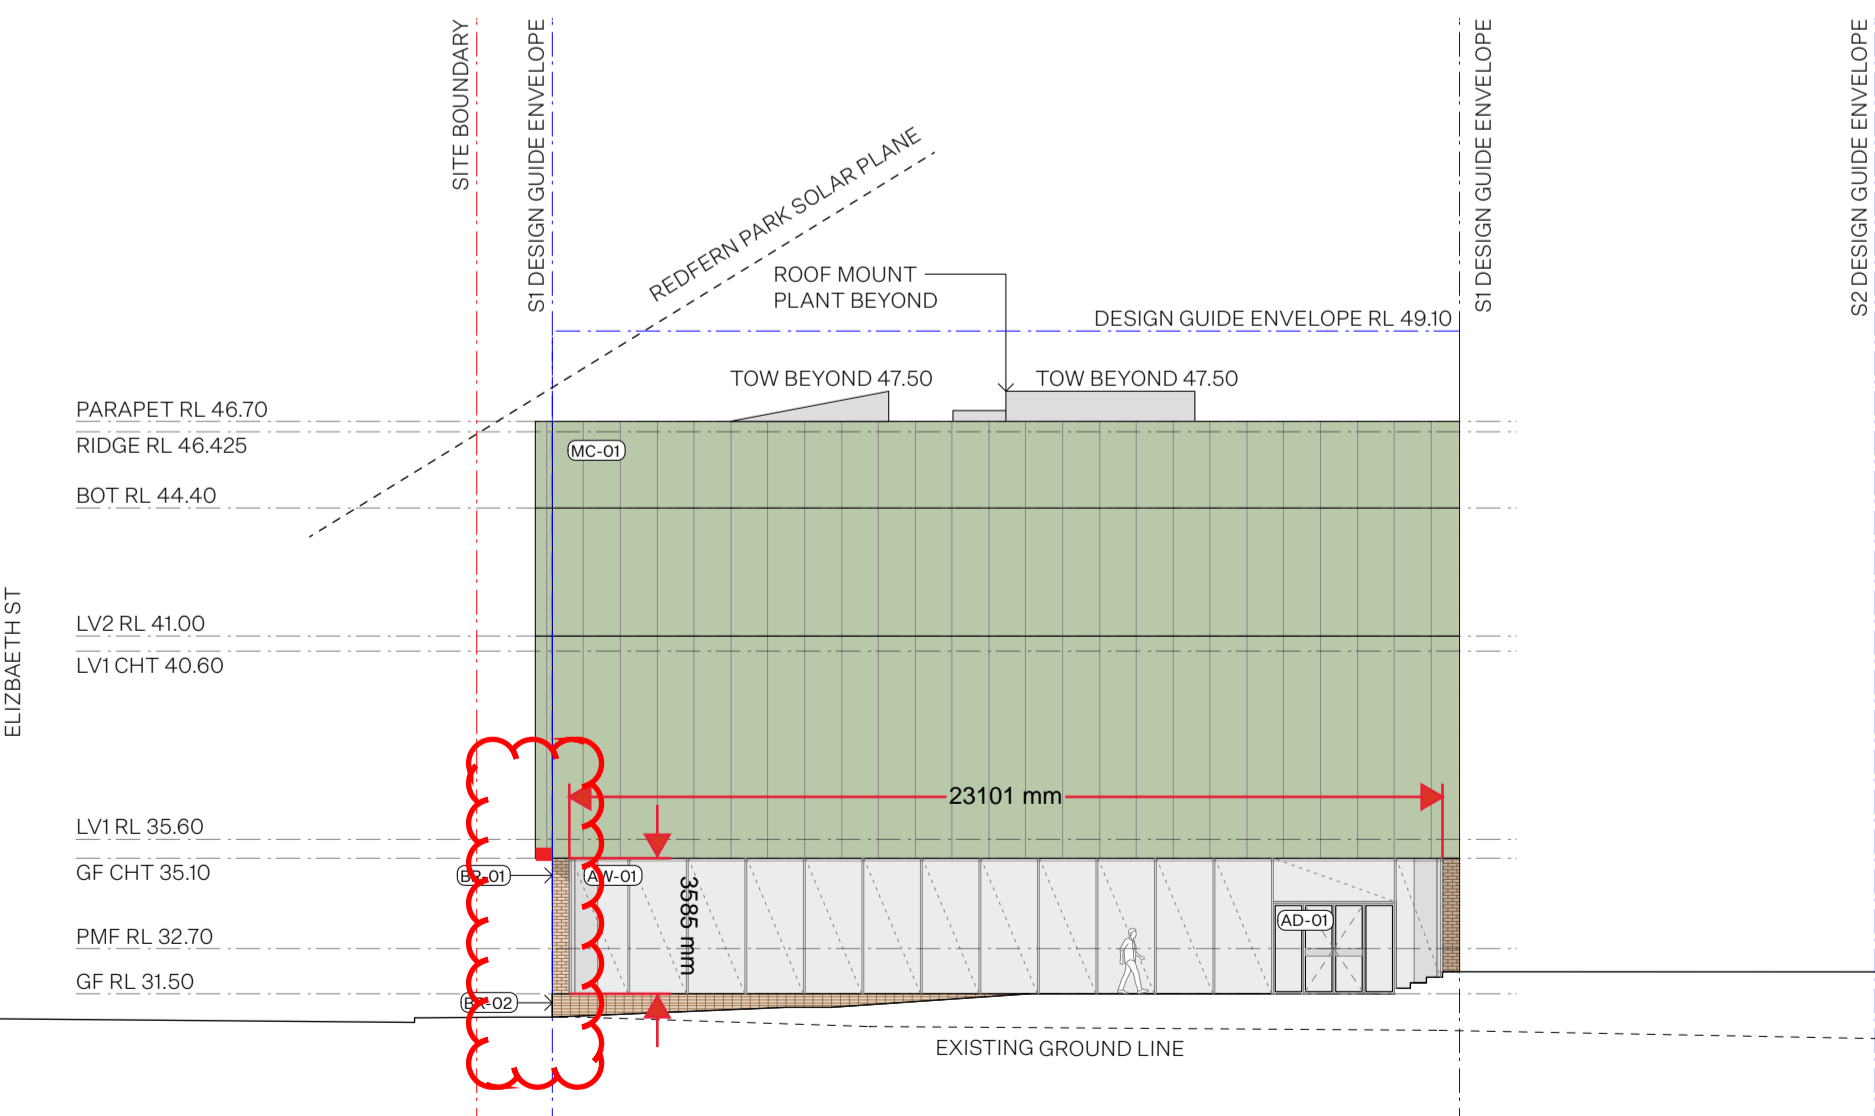 SITE BOUNDARY
S1 DESIGN GUIDE ENVELOPE
S1 DESIGN GUIDE ENVELOPE
S2 DESIGN GUIDE ENVELOPE
REDFERN PARK SOLAR PLANE
ROOF MOUNT
PLANT BEYOND
DESIGN GUIDE ENVELOPE RL 49.10
TOW BEYOND 47.50
TOW BEYOND 47.50
PARAPET RL 46.70
RIDGE RL 46.425
MC-01
BOT RL 44.40
ELIZBAETH ST
LV2 RL 41.00
LV1 CHT 40.60
23101 mm
LV1 RL 35.60
GF CHT 35.10
BR-01
AW-01
3585 mm
AD-01
PMF RL 32.70
GF RL 31.50
BR-02
EXISTING GROUND LINE